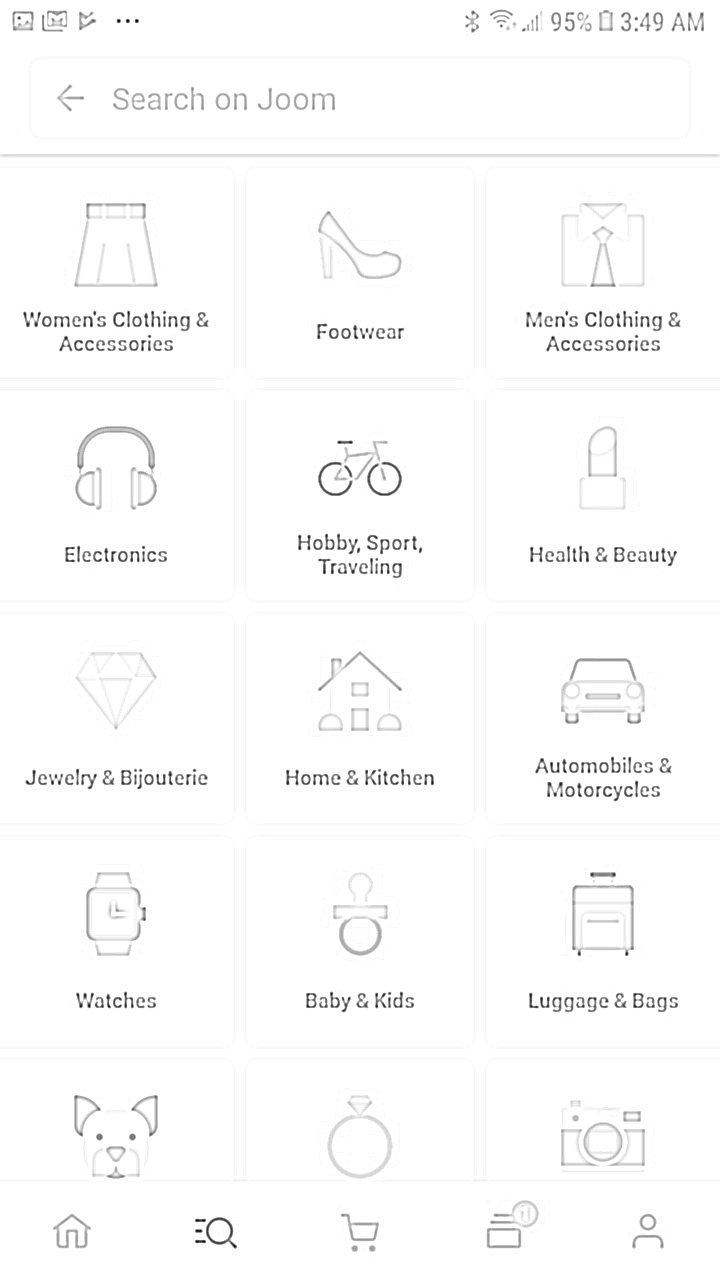 95% 3:49 AM
Search on Joom
Women's Clothing &
Accessories
Footwear
Men's Clothing &
Accessories
Electronics
Hobby, Sport,
Traveling
Health & Beauty
Jewelry & Bijouterie
Home & Kitchen
Automobiles &
Motorcycles
Watches
Baby & Kids
Luggage & Bags
1